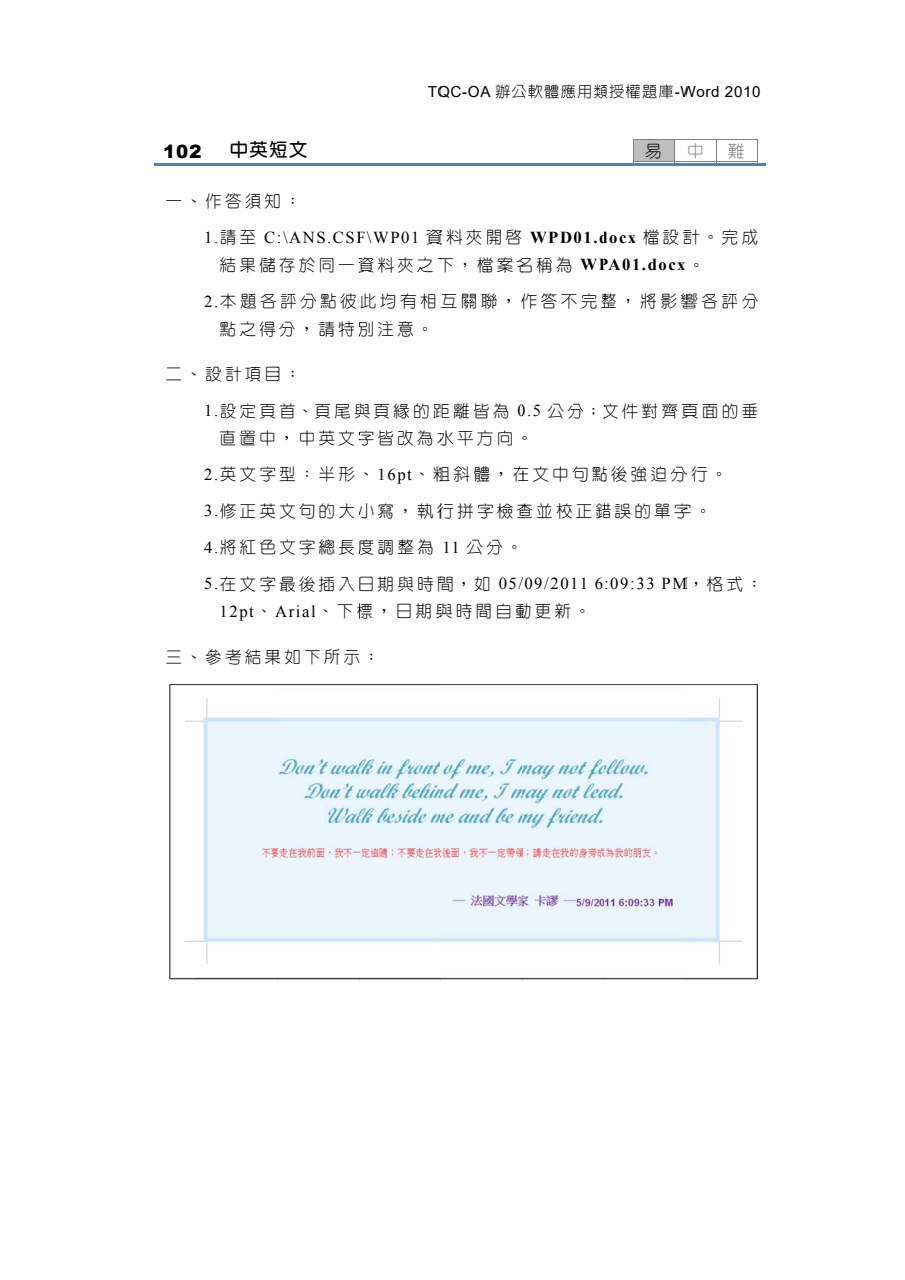 TQC-OA 辦公軟體應用類授權題庫-Word 2010
102 中英短文 易 中 難
一、作答須知：
1.請至 C:\ANS.CSF\WP01 資料夾開啓 WPD01.docx 檔設計。完成
結果儲存於同一資料夾之下，檔案名稱為 WPA01.docx。
2.本題各評分點彼此均有相互關聯，作答不完整，將影響各評分
點之得分，請特別注意。
二、設計項目：
1.設定頁首、頁尾與頁緣的距離皆為 0.5 公分；文件對齊頁面的垂
直置中，中英文字皆改為水平方向。
2.英文字型：半形、16pt、粗斜體，在文中句點後強迫分行。
3.修正英文句的大小寫，執行拼字檢查並校正錯誤的單字。
4.將紅色文字總長度調整為 11 公分。
5.在文字最後插入日期與時間，如 05/09/2011 6:09:33 PM，格式：
12pt、Arial、下標，日期與時間自動更新。
三、參考結果如下所示：
Don't walk in front of me, I may not follow.
Don't walk behind me, I may not lead.
Walk beside me and be my friend.
不要走在我前面，我不一定追隨；不要走在我後面，我不一定帶領；請走在我的身旁成為我的朋友。
— 法國文學家 卡謬 —5/9/2011 6:09:33 PM